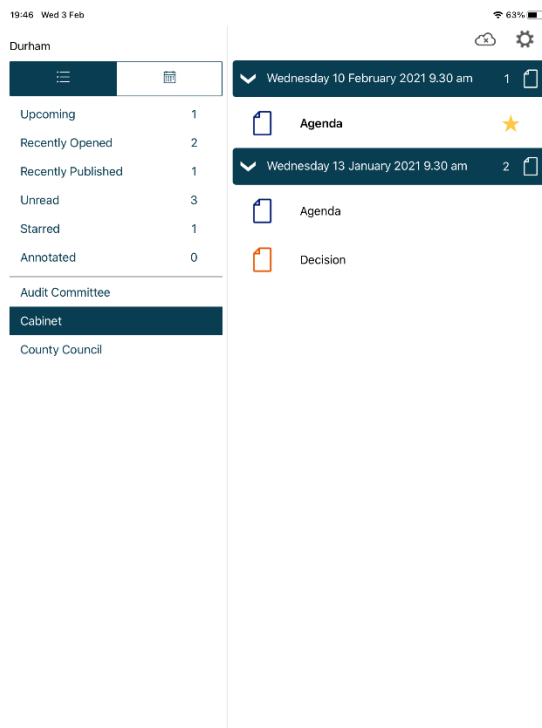 19:46 Wed 3 Feb
63%
Durham
Upcoming 1
Recently Opened 2
Recently Published 1
Unread 3
Starred 1
Annotated 0
Audit Committee
Cabinet
County Council
Wednesday 10 February 2021 9.30 am 1
Agenda
Wednesday 13 January 2021 9.30 am 2
Agenda
Decision